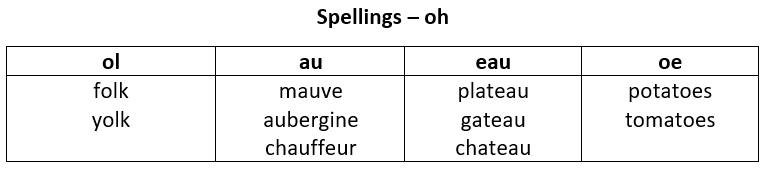 Spellings – oh
ol au eau oe
folk mauve plateau potatoes
yolk aubergine gateau tomatoes
chauffeur chateau